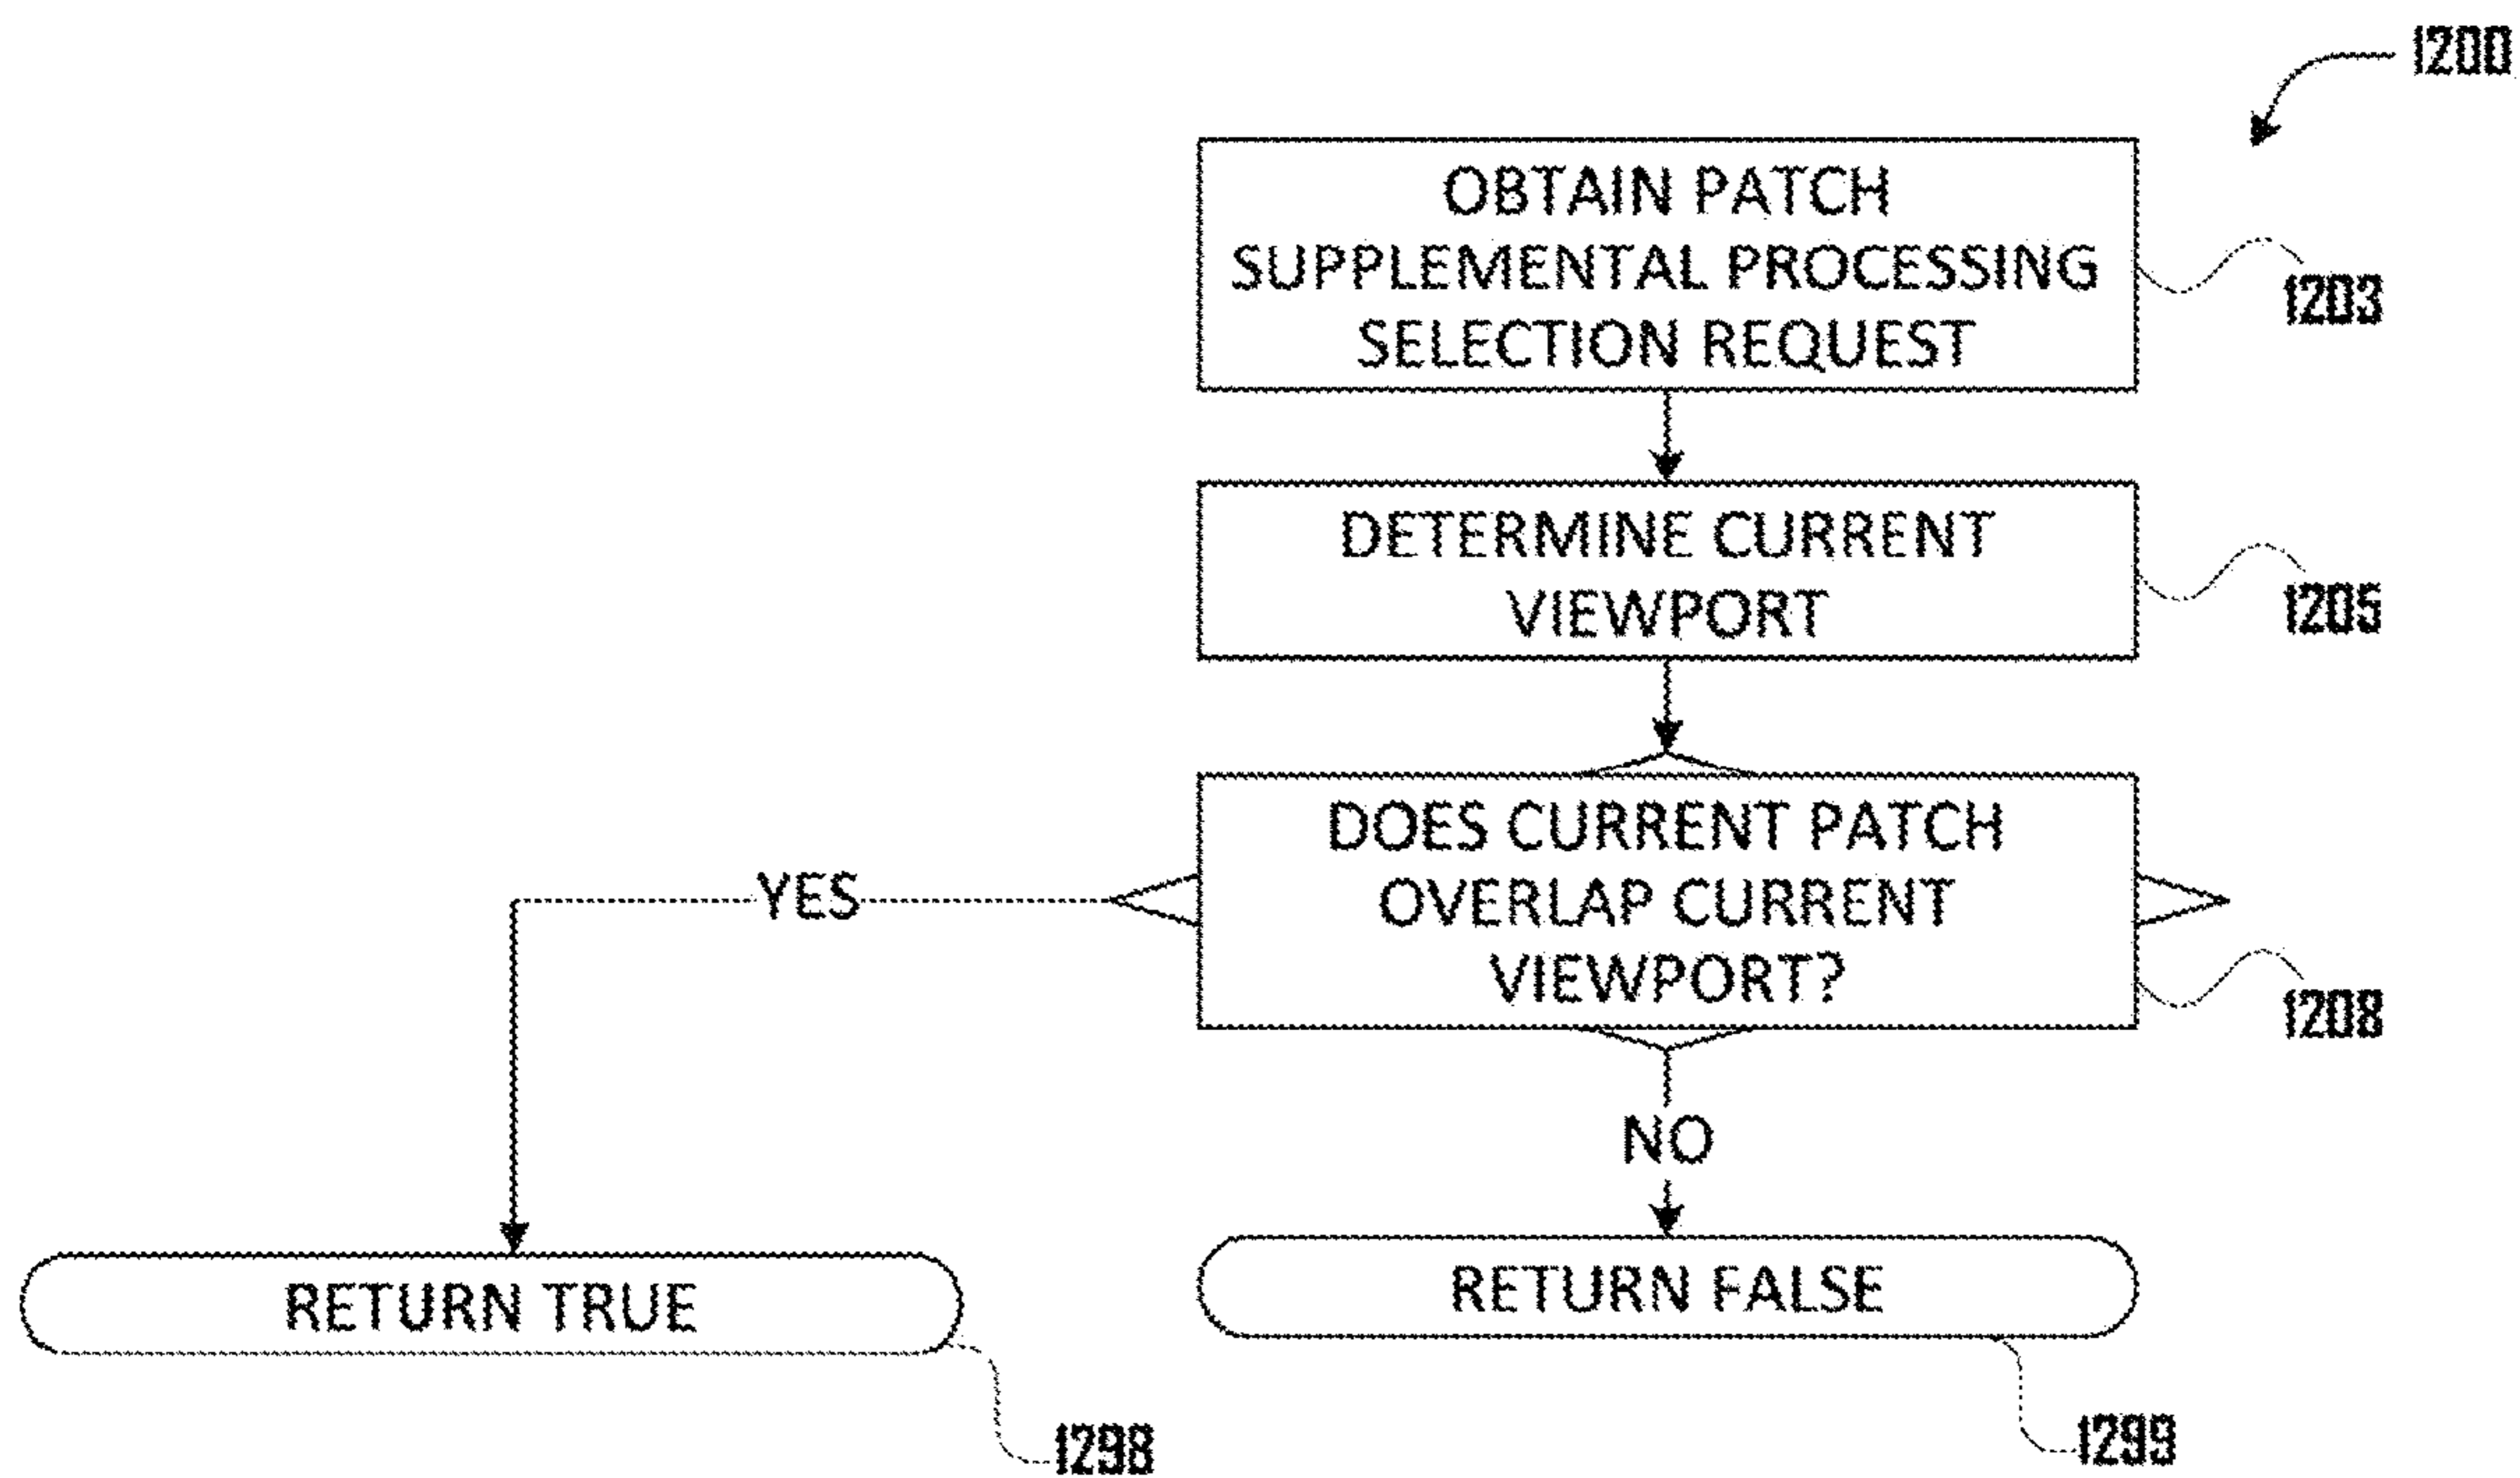 1200
OBTAIN PATCH
SUPPLEMENTAL PROCESSING
SELECTION REQUEST
1203
DETERMINE CURRENT
VIEWPORT
1205
DOES CURRENT PATCH
OVERLAP CURRENT
VIEWPORT?
1208
YES
NO
RETURN TRUE
1298
RETURN FALSE
1299